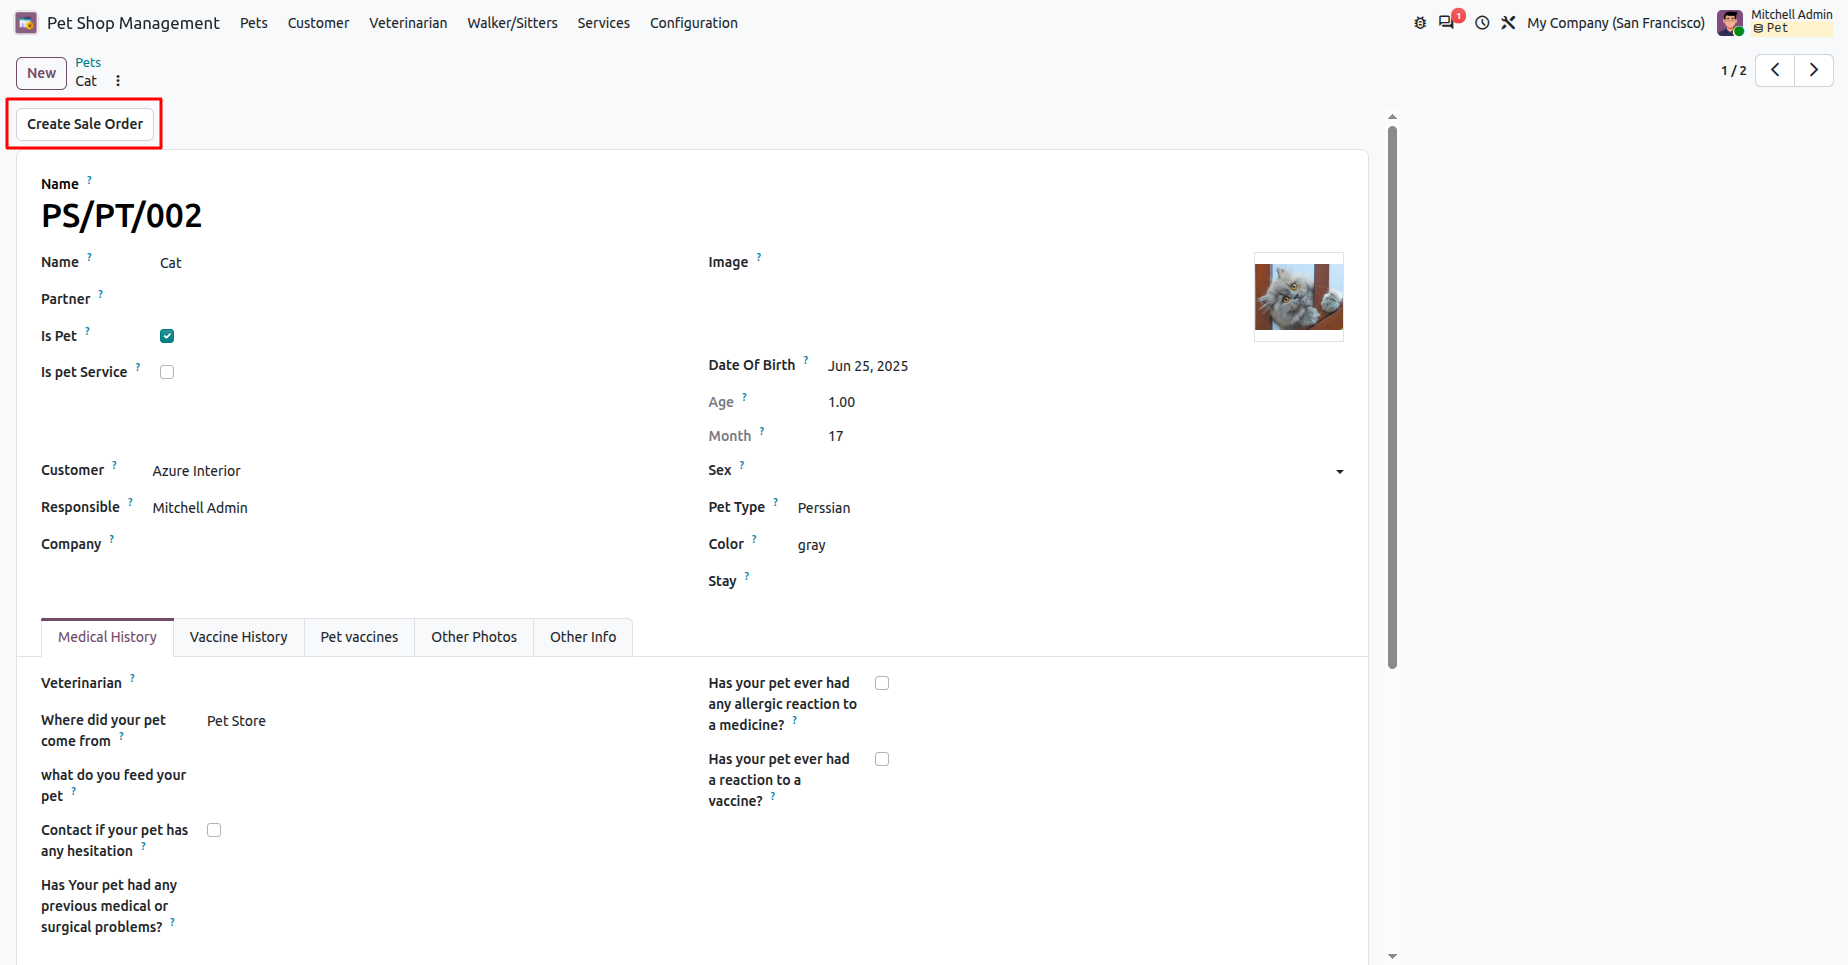 Pet Shop Management Pets Customer Veterinarian Walker/Sitters Services Configuration 1 My Company (San Francisco) Mitchell Admin
Pet
New Pets
Cat
1 / 2
Create Sale Order
Name ?
PS/PT/002
Name ? Cat
Partner ?
Is Pet ?
Is pet Service ?
Image ?
Date Of Birth ? Jun 25, 2025
Age ? 1.00
Month ? 17
Customer ? Azure Interior
Responsible ? Mitchell Admin
Company ?
Sex ?
Pet Type ? Perssian
Color ? gray
Stay ?
Medical History Vaccine History Pet vaccines Other Photos Other Info
Veterinarian ?
Where did your pet
come from ? Pet Store
what do you feed your
pet ?
Contact if your pet has
any hesitation ?
Has Your pet had any
previous medical or
surgical problems? ?
Has your pet ever had
any allergic reaction to
a medicine? ?
Has your pet ever had
a reaction to a
vaccine? ?